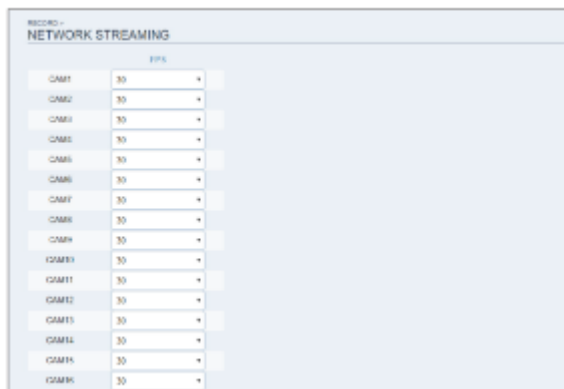 RECORD >
NETWORK STREAMING
FPS
CAM1 30
CAM2 30
CAM3 30
CAM4 30
CAM5 30
CAM6 30
CAM7 30
CAM8 30
CAM9 30
CAM10 30
CAM11 30
CAM12 30
CAM13 30
CAM14 30
CAM15 30
CAM16 30